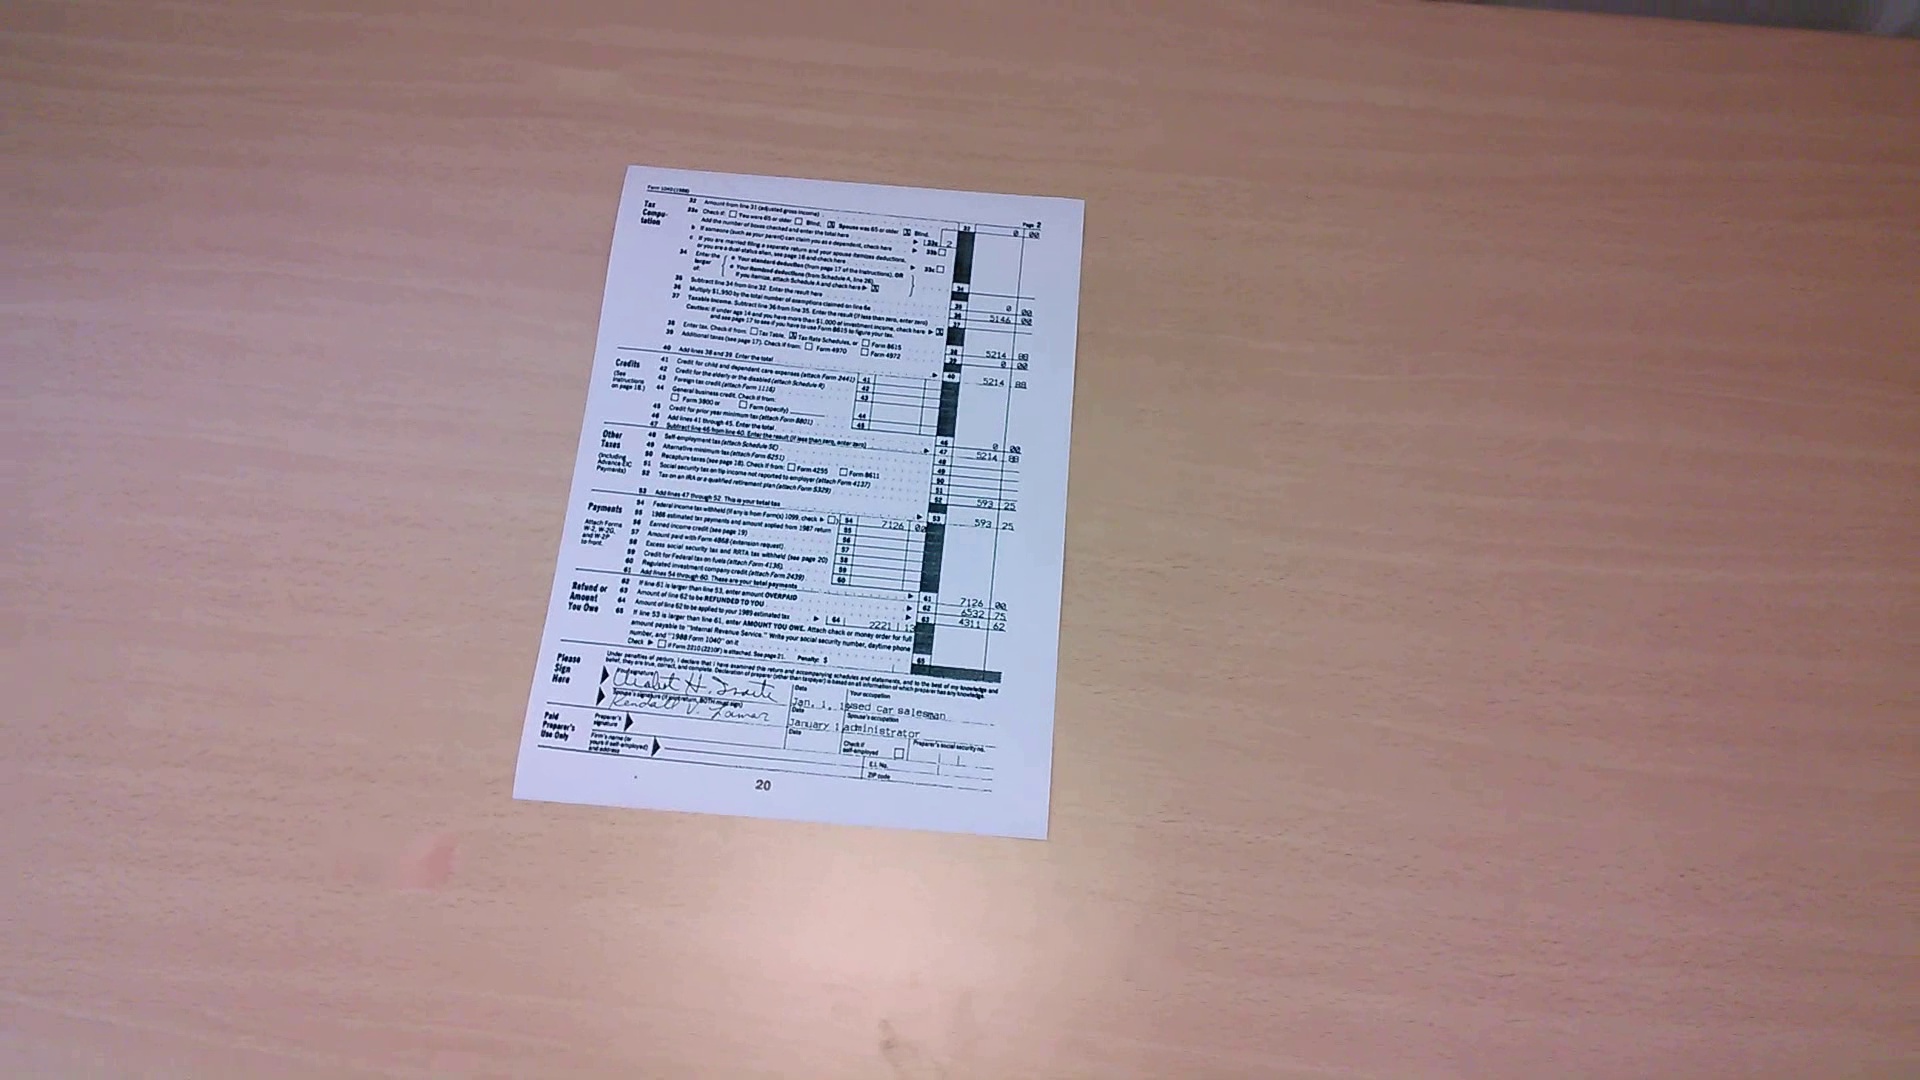 Form 1040 (1988) Page 2
Tax Compu- tation
32 Amount from line 31 (adjusted gross income) 32 0 00
33a Check if: You were 65 or older Blind, X Spouse was 65 or older X Blind.
Add the number of boxes checked and enter the total here 33a 2
b If someone (such as your parent) can claim you as a dependent, check here 33b
c If you are married filing a separate return and your spouse itemizes deductions,
or you are a dual-status alien, see page 16 and check here 33c
34 Enter the larger of: { • Your standard deduction (from page 17 of the Instructions), OR
• Your itemized deductions (from Schedule A, line 26).
If you itemize, attach Schedule A and check here X } 34
35 Subtract line 34 from line 32. Enter the result here 35 0 00
36 Multiply $1,950 by the total number of exemptions claimed on line 6e 36 5146 00
37 Taxable income. Subtract line 36 from line 35. Enter the result (if less than zero, enter zero) 37
Caution: If under age 14 and you have more than $1,000 of investment income, check here X
and see page 17 to see if you have to use Form 8615 to figure your tax.
38 Enter tax. Check if from: Tax Table, X Tax Rate Schedules, or Form 8615 38 5214 88
39 Additional taxes (see page 17). Check if from: Form 4970 Form 4972 39 0 00
40 Add lines 38 and 39. Enter the total 40 5214 88
Credits
(See Instructions on page 18.)
41 Credit for child and dependent care expenses (attach Form 2441) 41
42 Credit for the elderly or the disabled (attach Schedule R) 42
43 Foreign tax credit (attach Form 1116) 43
44 General business credit. Check if from:
Form 3800 or Form (specify) 44
45 Credit for prior year minimum tax (attach Form 8801) 45
46 Add lines 41 through 45. Enter the total 46 0 00
47 Subtract line 46 from line 40. Enter the result (if less than zero, enter zero) 47 5214 88
Other Taxes
(Including Advance EIC Payments)
48 Self-employment tax (attach Schedule SE) 48
49 Alternative minimum tax (attach Form 6251) 49
50 Recapture taxes (see page 18). Check if from: Form 4255 Form 8611 50
51 Social security tax on tip income not reported to employer (attach Form 4137) 51
52 Tax on an IRA or a qualified retirement plan (attach Form 5329) 52 593 25
53 Add lines 47 through 52. This is your total tax 53 593 25
Payments
Attach Forms W-2, W-2G, and W-2P to front.
54 Federal income tax withheld (if any is from Form(s) 1099, check ) 54 7126 00
55 1988 estimated tax payments and amount applied from 1987 return 55
56 Earned income credit (see page 19) 56
57 Amount paid with Form 4868 (extension request) 57
58 Excess social security tax and RRTA tax withheld (see page 20) 58
59 Credit for Federal tax on fuels (attach Form 4136) 59
60 Regulated investment company credit (attach Form 2439) 60
61 Add lines 54 through 60. These are your total payments 61 7126 00
Refund or Amount You Owe
62 If line 61 is larger than line 53, enter amount OVERPAID 62 6532 75
63 Amount of line 62 to be REFUNDED TO YOU 63 4311 62
64 Amount of line 62 to be applied to your 1989 estimated tax 64 2221 13
65 If line 53 is larger than line 61, enter AMOUNT YOU OWE. Attach check or money order for full
amount payable to "Internal Revenue Service." Write your social security number, daytime phone
number, and "1988 Form 1040" on it 65
Check if Form 2210 (2210F) is attached. See page 21. Penalty: $
Please Sign Here
Under penalties of perjury, I declare that I have examined this return and accompanying schedules and statements, and to the best of my knowledge and
belief, they are true, correct, and complete. Declaration of preparer (other than taxpayer) is based on all information of which preparer has any knowledge.
Your signature Date Your occupation
H. Jan. 1, 1 used car salesman
Spouse's signature (if joint return, BOTH must sign) Date Spouse's occupation
Kendall Lamar January 1 administrator
Paid Preparer's Use Only
Preparer's signature Date Check if self-employed Preparer's social security no.
Firm's name (or yours if self-employed) and address E.I. No.
ZIP code
20